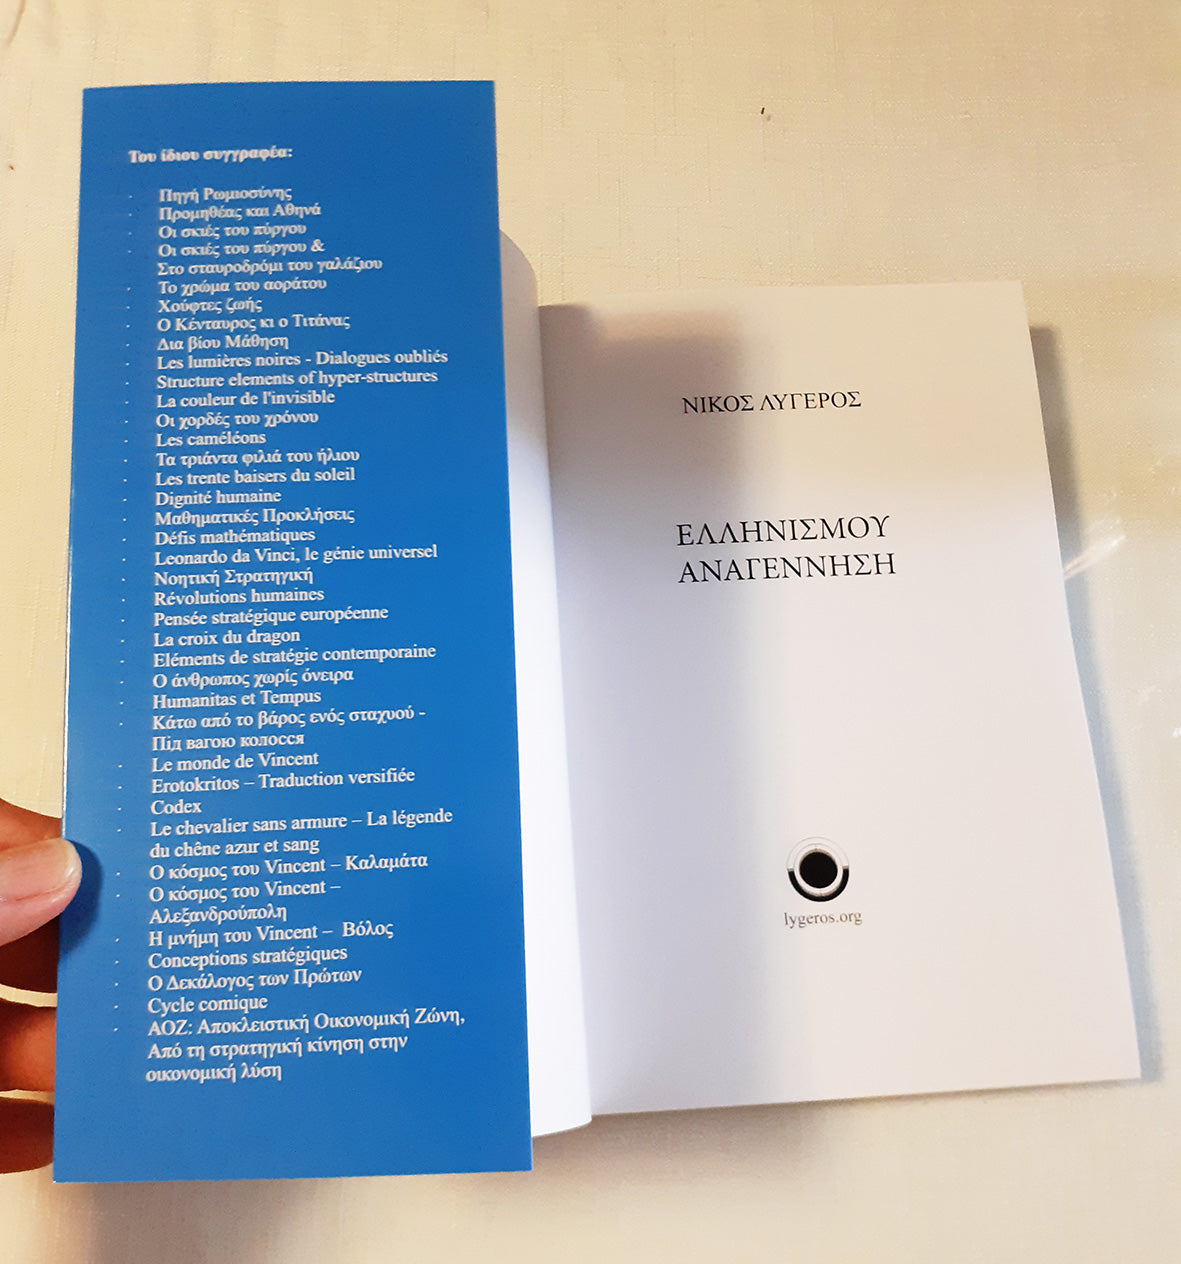 Του ίδιου συγγραφέα:
· Πηγή Ρωμιοσύνης
· Προμηθέας και Αθηνά
· Οι σκιές του πύργου
· Οι σκιές του πύργου &
Στο σταυροδρόμι του γαλάζιου
· Το χρώμα του αοράτου
· Χούφτες ζωής
· Ο Κένταυρος κι ο Τιτάνας
· Δια βίου Μάθηση
· Les lumières noires - Dialogues oubliés
· Structure elements of hyper-structures
· La couleur de l'invisible
· Οι χορδές του χρόνου
· Les caméléons
· Τα τριάντα φιλιά του ήλιου
· Les trente baisers du soleil
· Dignité humaine
· Μαθηματικές Προκλήσεις
· Défis mathématiques
· Leonardo da Vinci, le génie universel
· Νοητική Στρατηγική
· Révolutions humaines
· Pensée stratégique européenne
· La croix du dragon
· Eléments de stratégie contemporaine
· Ο άνθρωπος χωρίς όνειρα
· Humanitas et Tempus
· Κάτω από το βάρος ενός σταχυού -
Під вагою колосся
· Le monde de Vincent
· Erotokritos – Traduction versifiée
· Codex
· Le chevalier sans armure – La légende
du chêne azur et sang
· Ο κόσμος του Vincent – Καλαμάτα
· Ο κόσμος του Vincent –
Αλεξανδρούπολη
· Η μνήμη του Vincent – Βόλος
· Conceptions stratégiques
· Ο Δεκάλογος των Πρώτων
· Cycle comique
· ΑΟΖ: Αποκλειστική Οικονομική Ζώνη,
Από τη στρατηγική κίνηση στην
οικονομική λύση
ΝΙΚΟΣ ΛΥΓΕΡΟΣ
ΕΛΛΗΝΙΣΜΟΥ
ΑΝΑΓΕΝΝΗΣΗ
lygeros.org